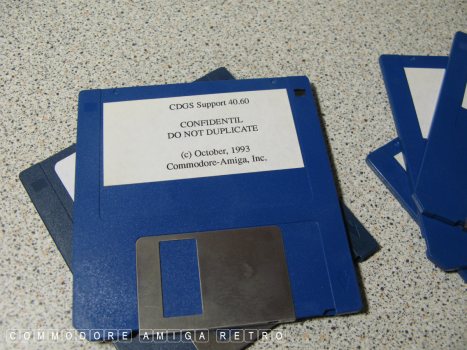 CDGS Support 40.60
CONFIDENTIL
DO NOT DUPLICATE
(c) October, 1993
Commodore-Amiga, Inc.
COMMODORE AMIGA RETRO